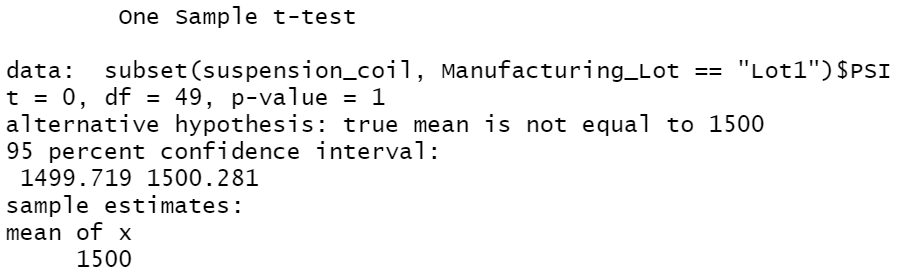 One Sample t-test
data:  subset(suspension_coil, Manufacturing_Lot == "Lot1")$PSI
t = 0, df = 49, p-value = 1
alternative hypothesis: true mean is not equal to 1500
95 percent confidence interval:
1499.719 1500.281
sample estimates:
mean of x
1500